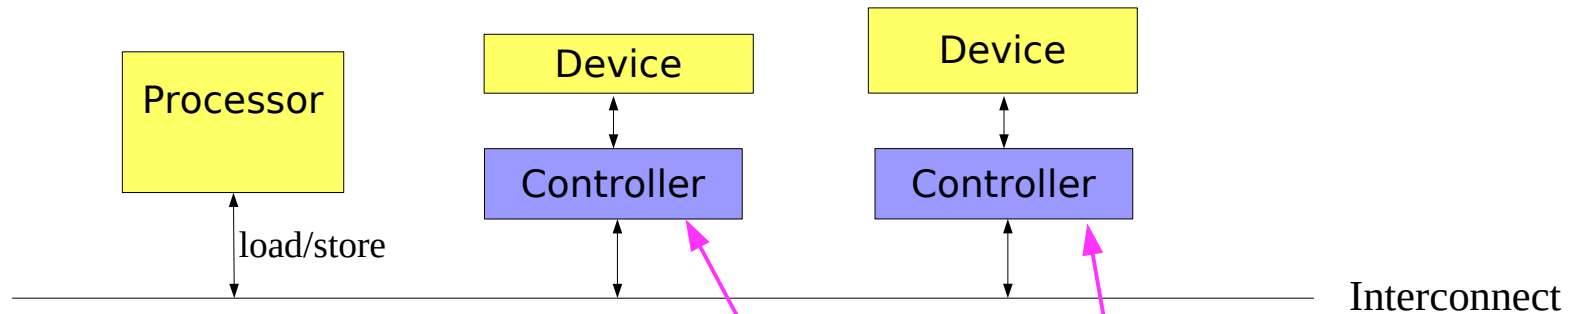 Processor
Device
Device
Controller
Controller
load/store
Interconnect